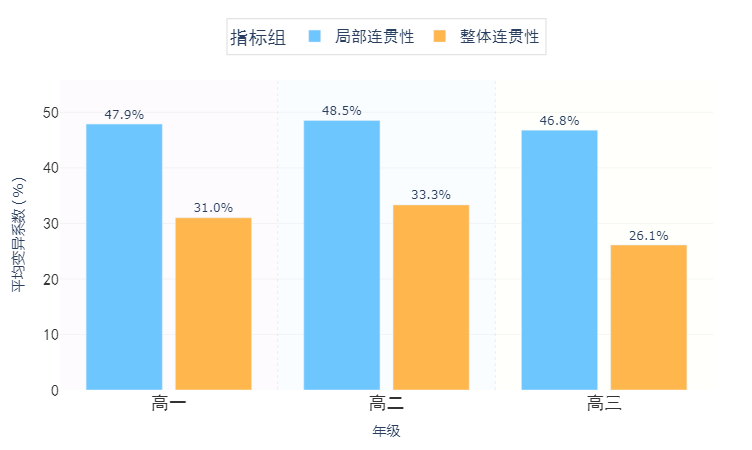 指标组 局部连贯性 整体连贯性
平均变异系数 (%)
50
40
30
20
10
0
47.9% 31.0% 48.5% 33.3% 46.8% 26.1%
高一 高二 高三
年级